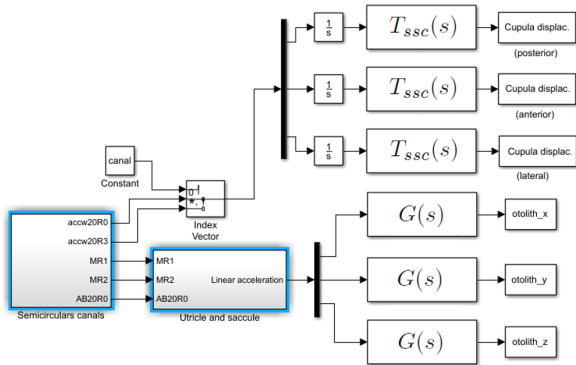 1
s
T_ssc(s)
Cupula displac.
(posterior)
1
s
T_ssc(s)
Cupula displac.
(anterior)
1
s
T_ssc(s)
Cupula displac.
(lateral)
canal
Constant
0
*,
Index
Vector
accw20R0
accw20R3
MR1
MR2
AB20R0
Semicirculars canals
MR1
MR2
AB20R0
Linear acceleration
Utricle and saccule
G(s)
otolith_x
G(s)
otolith_y
G(s)
otolith_z